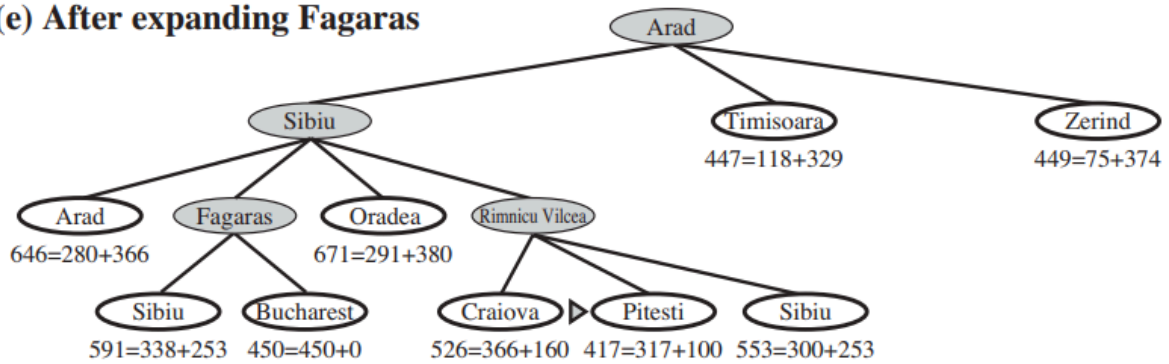 (e) After expanding Fagaras
Arad
Sibiu
Timisoara
Zerind
447=118+329
449=75+374
Arad
Fagaras
Oradea
Rimnicu Vilcea
646=280+366
671=291+380
Sibiu
Bucharest
Craiova
Pitesti
Sibiu
591=338+253
450=450+0
526=366+160
417=317+100
553=300+253